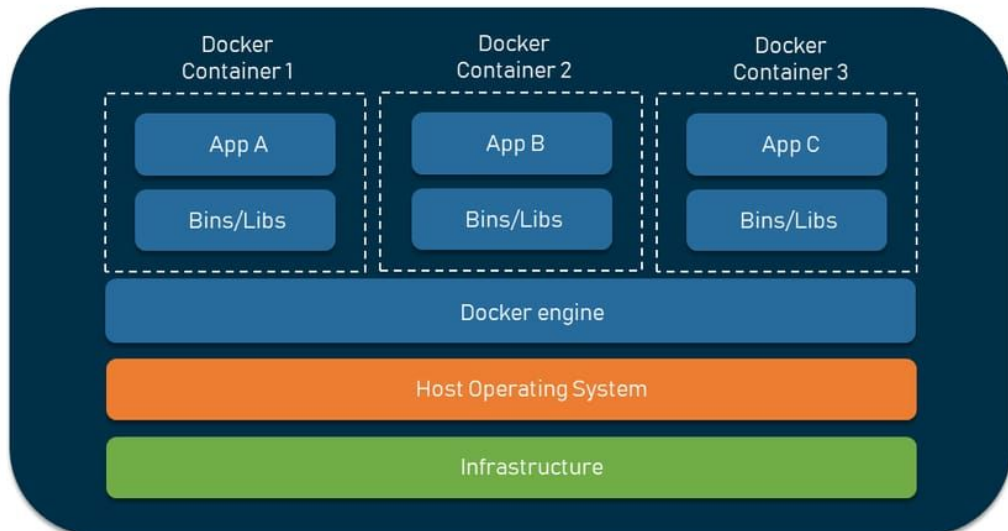 Docker
Container 1
Docker
Container 2
Docker
Container 3
App A
App B
App C
Bins/Libs
Bins/Libs
Bins/Libs
Docker engine
Host Operating System
Infrastructure